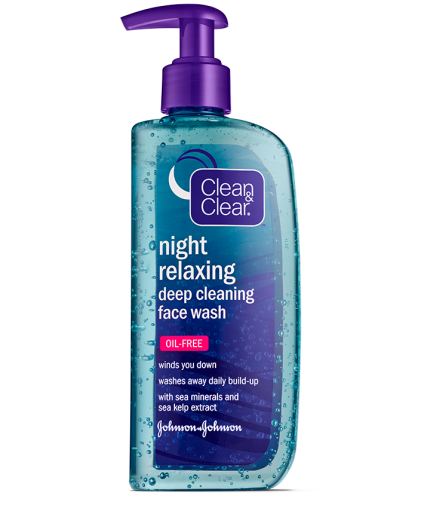 Clean
&
Clear®
night
relaxing
deep cleaning
face wash
OIL-FREE
winds you down
washes away daily build-up
with sea minerals and
sea kelp extract
Johnson & Johnson